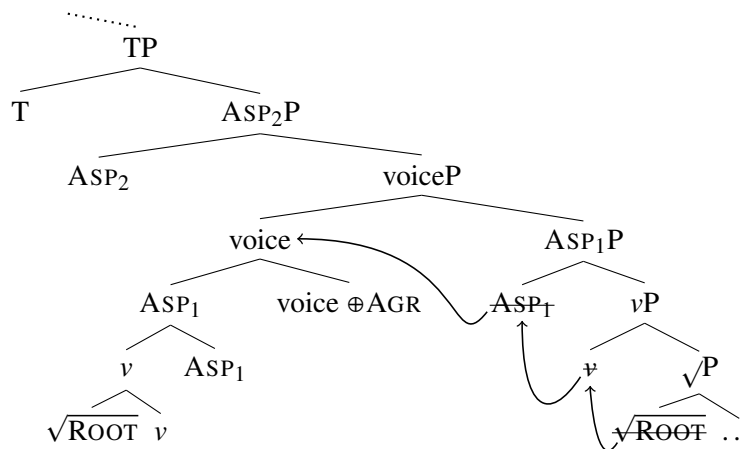 TP
T ASP₂P
ASP₂ voiceP
voice ASP₁P
ASP₁ voice ⊕AGR ASP₁ vP
v ASP₁ v √P
√ROOT v √ROOT ..